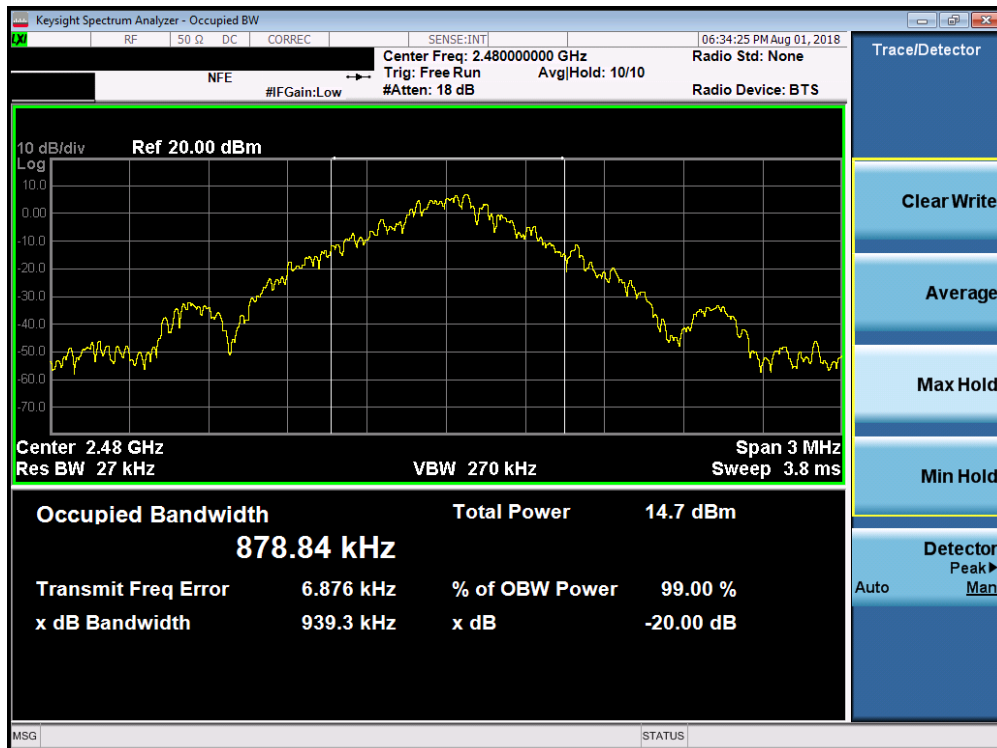 Keysight Spectrum Analyzer - Occupied BW
LXI
RF 50 Ω DC CORREC SENSE:INT 06:34:25 PM Aug 01, 2018
Center Freq: 2.480000000 GHz Radio Std: None
NFE Trig: Free Run Avg|Hold: 10/10
#IFGain:Low #Atten: 18 dB Radio Device: BTS
Trace/Detector
10 dB/div Ref 20.00 dBm
Log
10.0
0.00
-10.0
-20.0
-30.0
-40.0
-50.0
-60.0
-70.0
Center 2.48 GHz Span 3 MHz
Res BW 27 kHz VBW 270 kHz Sweep 3.8 ms
Occupied Bandwidth Total Power 14.7 dBm
878.84 kHz
Transmit Freq Error 6.876 kHz % of OBW Power 99.00 %
x dB Bandwidth 939.3 kHz x dB -20.00 dB
Clear Write
Average
Max Hold
Min Hold
Detector
Peak▶
Auto Man
MSG STATUS